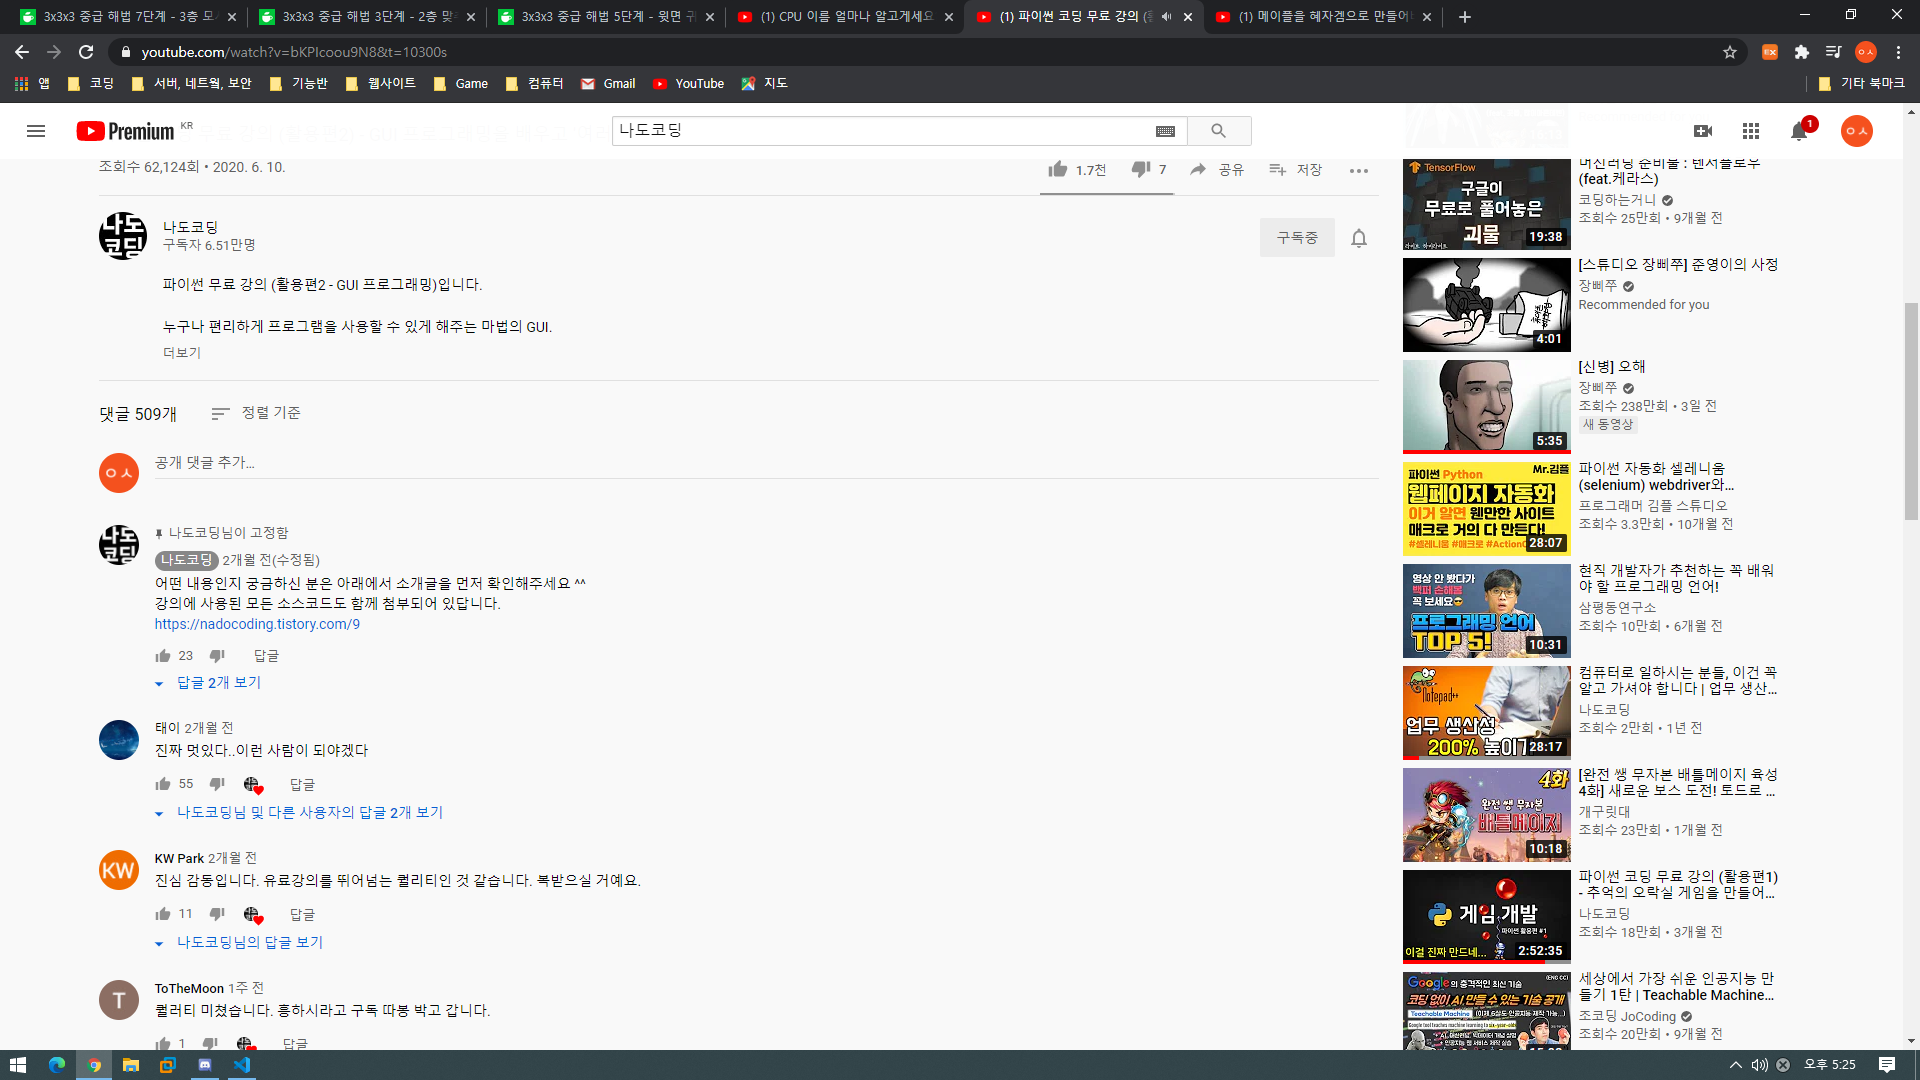 3x3x3 중급 해법 7단계 - 3층 모
3x3x3 중급 해법 3단계 - 2층 맞
3x3x3 중급 해법 5단계 - 윗면 귀
(1) CPU 이름 얼마나 알고계세요
(1) 파이썬 코딩 무료 강의 (
(1) 메이플을 혜자겜으로 만들어
youtube.com/watch?v=bKPIcoou9N8&t=10300s
앱
코딩
서버, 네트웍, 보안
기능반
웹사이트
Game
컴퓨터
Gmail
YouTube
지도
기타 북마크
Premium KR
나도코딩
1
ㅇㅅ
조회수 62,124회 • 2020. 6. 10.
1.7천
7
공유
저장
나도코딩
나도코딩
구독자 6.51만명
구독중
파이썬 무료 강의 (활용편2 - GUI 프로그래밍)입니다.
누구나 편리하게 프로그램을 사용할 수 있게 해주는 마법의 GUI.
더보기
댓글 509개
정렬 기준
ㅇㅅ
공개 댓글 추가...
나도코딩
나도코딩님이 고정함
나도코딩 2개월 전(수정됨)
어떤 내용인지 궁금하신 분은 아래에서 소개글을 먼저 확인해주세요 ^^
강의에 사용된 모든 소스코드도 함께 첨부되어 있답니다.
https://nadocoding.tistory.com/9
23
답글
답글 2개 보기
태이 2개월 전
진짜 멋있다..이런 사람이 되야겠다
55
답글
나도코딩님 및 다른 사용자의 답글 2개 보기
KW
KW Park 2개월 전
진심 감동입니다. 유료강의를 뛰어넘는 퀄리티인 것 같습니다. 복받으실 거예요.
11
답글
나도코딩님의 답글 보기
T
ToTheMoon 1주 전
퀄러티 미쳤습니다. 흥하시라고 구독 따봉 박고 갑니다.
1
답글
TensorFlow
구글이
무료로 풀어놓은
괴물
19:38
머신러닝 준비물 : 텐서플로우
(feat.케라스)
코딩하는거니
조회수 25만회 • 9개월 전
4:01
[스튜디오 장삐쭈] 준영이의 사정
장삐쭈
Recommended for you
5:35
[신병] 오해
장삐쭈
조회수 238만회 • 3일 전
새 동영상
파이썬 Python
Mr.김플
웹페이지 자동화
이거 알면 웬만한 사이트
매크로 거의 다 만든다!
#셀레니움 #매크로 #ActionC
28:07
파이썬 자동화 셀레니움
(selenium) webdriver와...
프로그래머 김플 스튜디오
조회수 3.3만회 • 10개월 전
영상 안 봤다가
백퍼 손해봄
꼭 보세요
프로그래밍 언어
TOP 5!
10:31
현직 개발자가 추천하는 꼭 배워
야 할 프로그래밍 언어!
삼평동연구소
조회수 10만회 • 6개월 전
Notepad++
업무 생산성
200% 높이기
28:17
컴퓨터로 일하시는 분들, 이건 꼭
알고 가셔야 합니다 | 업무 생산...
나도코딩
조회수 2만회 • 1년 전
4화
완전 쌩 무자본
배틀메이지
10:18
[완전 쌩 무자본 배틀메이지 육성
4화] 새로운 보스 도전! 토드로 ...
개구릿대
조회수 23만회 • 1개월 전
게임 개발
파이썬 활용편 #1
이걸 진짜 만드네...
2:52:35
파이썬 코딩 무료 강의 (활용편1)
- 추억의 오락실 게임을 만들어...
나도코딩
조회수 18만회 • 3개월 전
(ENG CC)
Google의 충격적인 최신 기술
코딩 없이 AI 만들 수 있는 기술 공개
Teachable Machine
Google tool teaches machine learning to six-year-olds
세상에서 가장 쉬운 인공지능 만
들기 1탄 | Teachable Machine...
조코딩 JoCoding
조회수 20만회 • 9개월 전
오후 5:25